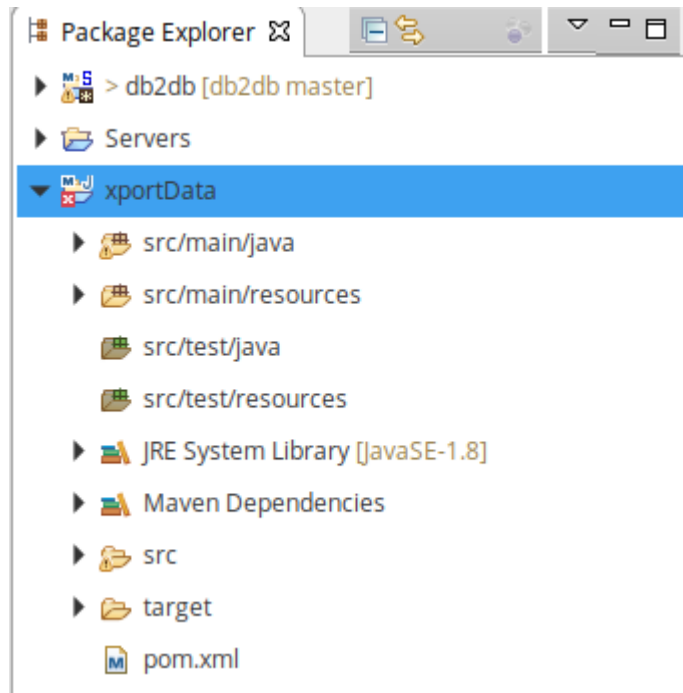 Package Explorer
> db2db [db2db master]
Servers
xportData
src/main/java
src/main/resources
src/test/java
src/test/resources
JRE System Library [JavaSE-1.8]
Maven Dependencies
src
target
pom.xml